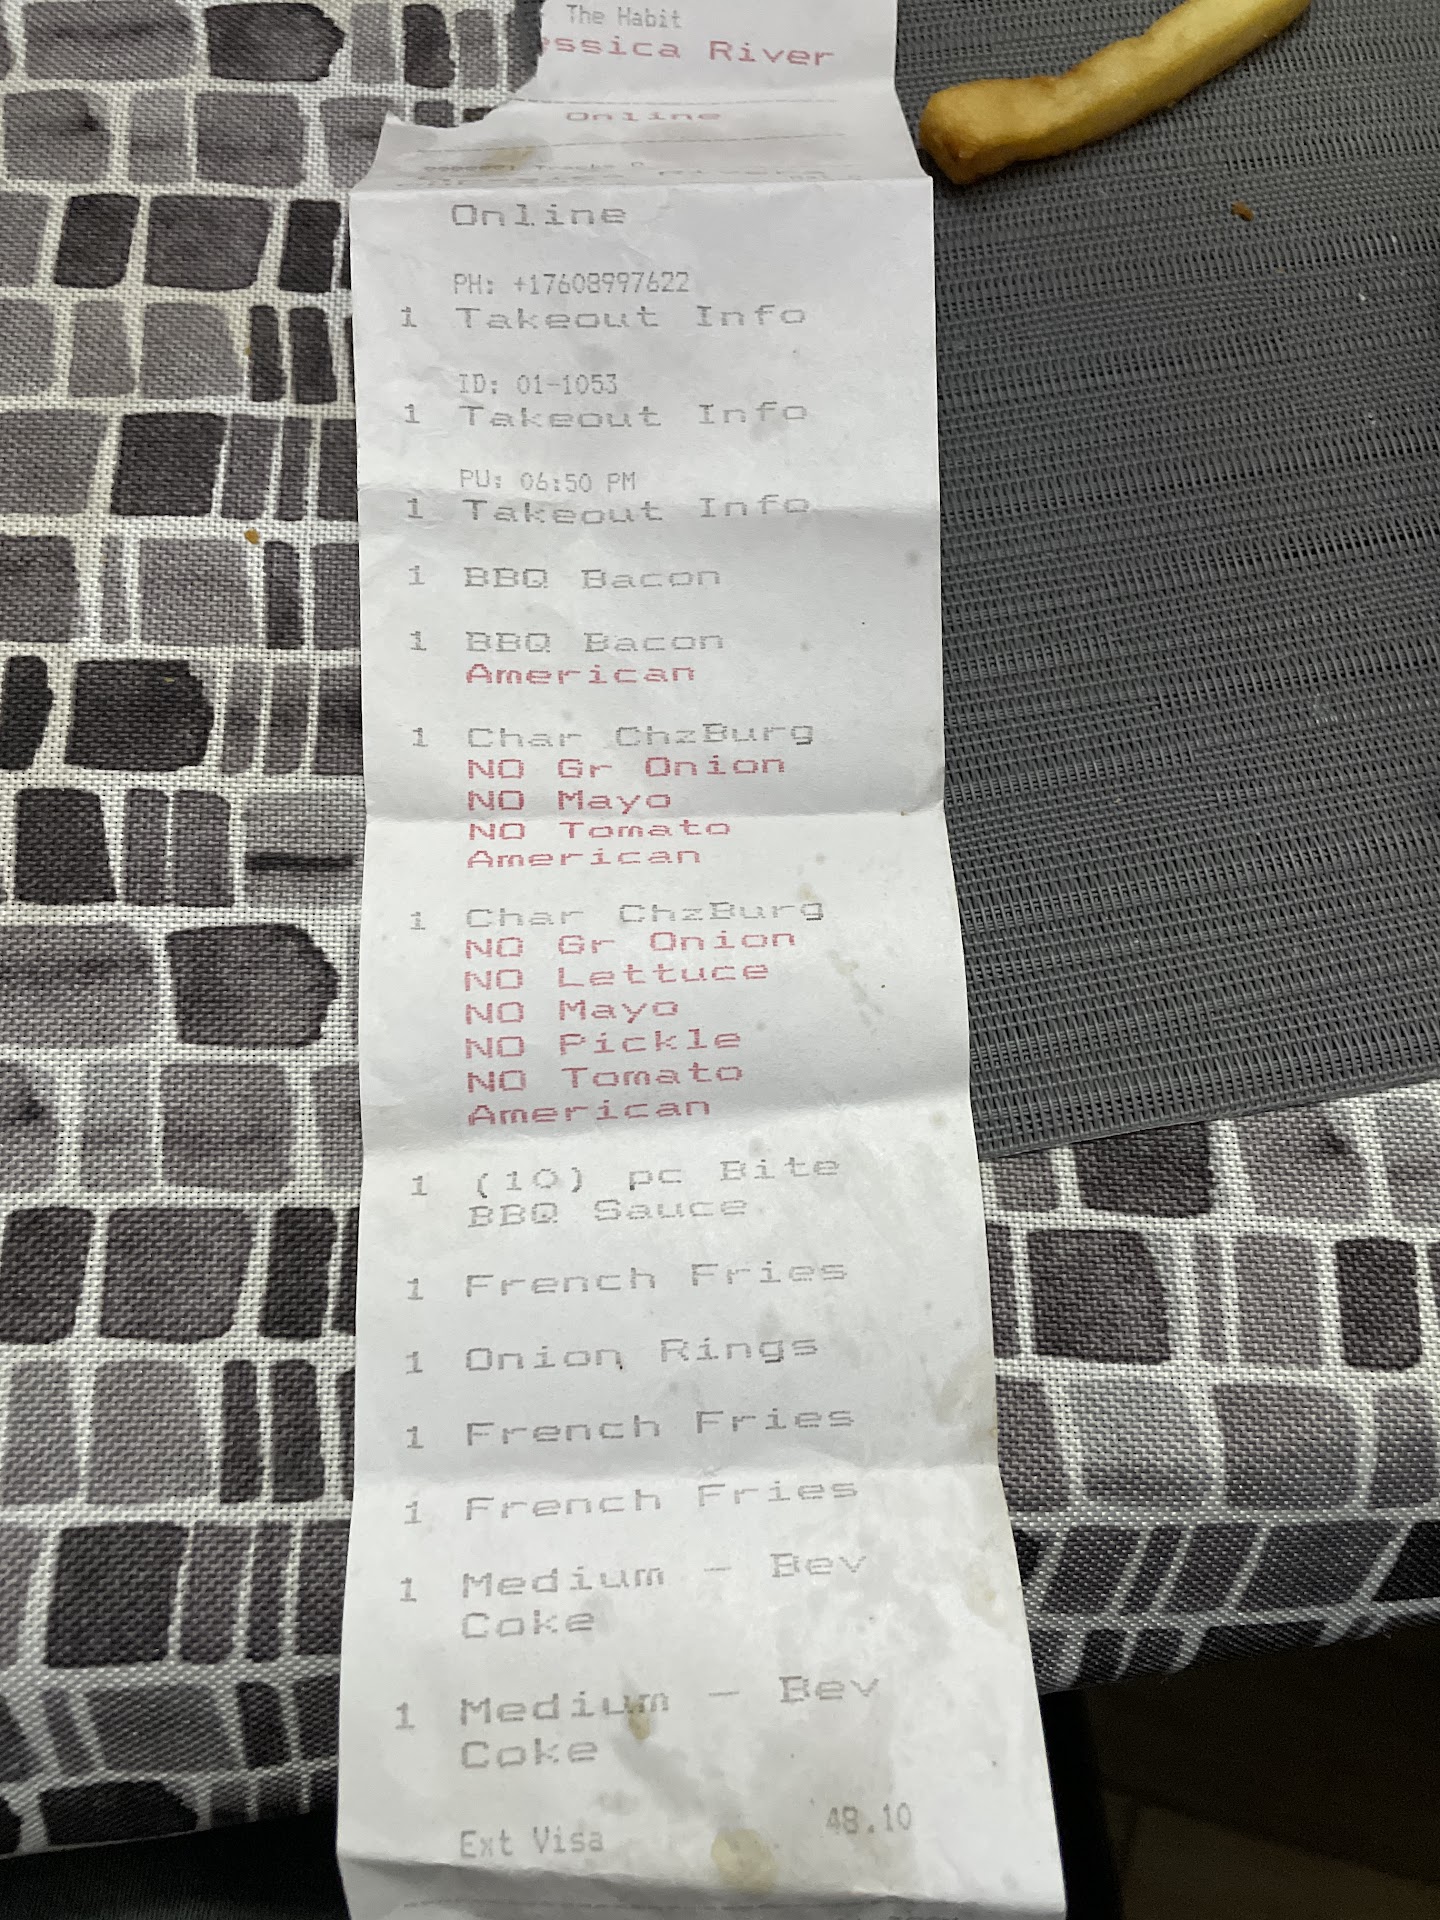 The Habit
ssica River
Online
Online
PH: +17608997622
1 Takeout Info
ID: 01-1053
1 Takeout Info
PU: 06:50 PM
1 Takeout Info
1 BBQ Bacon
1 BBQ Bacon
American
1 Char ChzBurg
NO Gr Onion
NO Mayo
NO Tomato
American
1 Char ChzBurg
NO Gr Onion
NO Lettuce
NO Mayo
NO Pickle
NO Tomato
American
1 (10) pc Bite
BBQ Sauce
1 French Fries
1 Onion Rings
1 French Fries
1 French Fries
1 Medium - Bev
Coke
1 Medium - Bev
Coke
Ext Visa 48.10